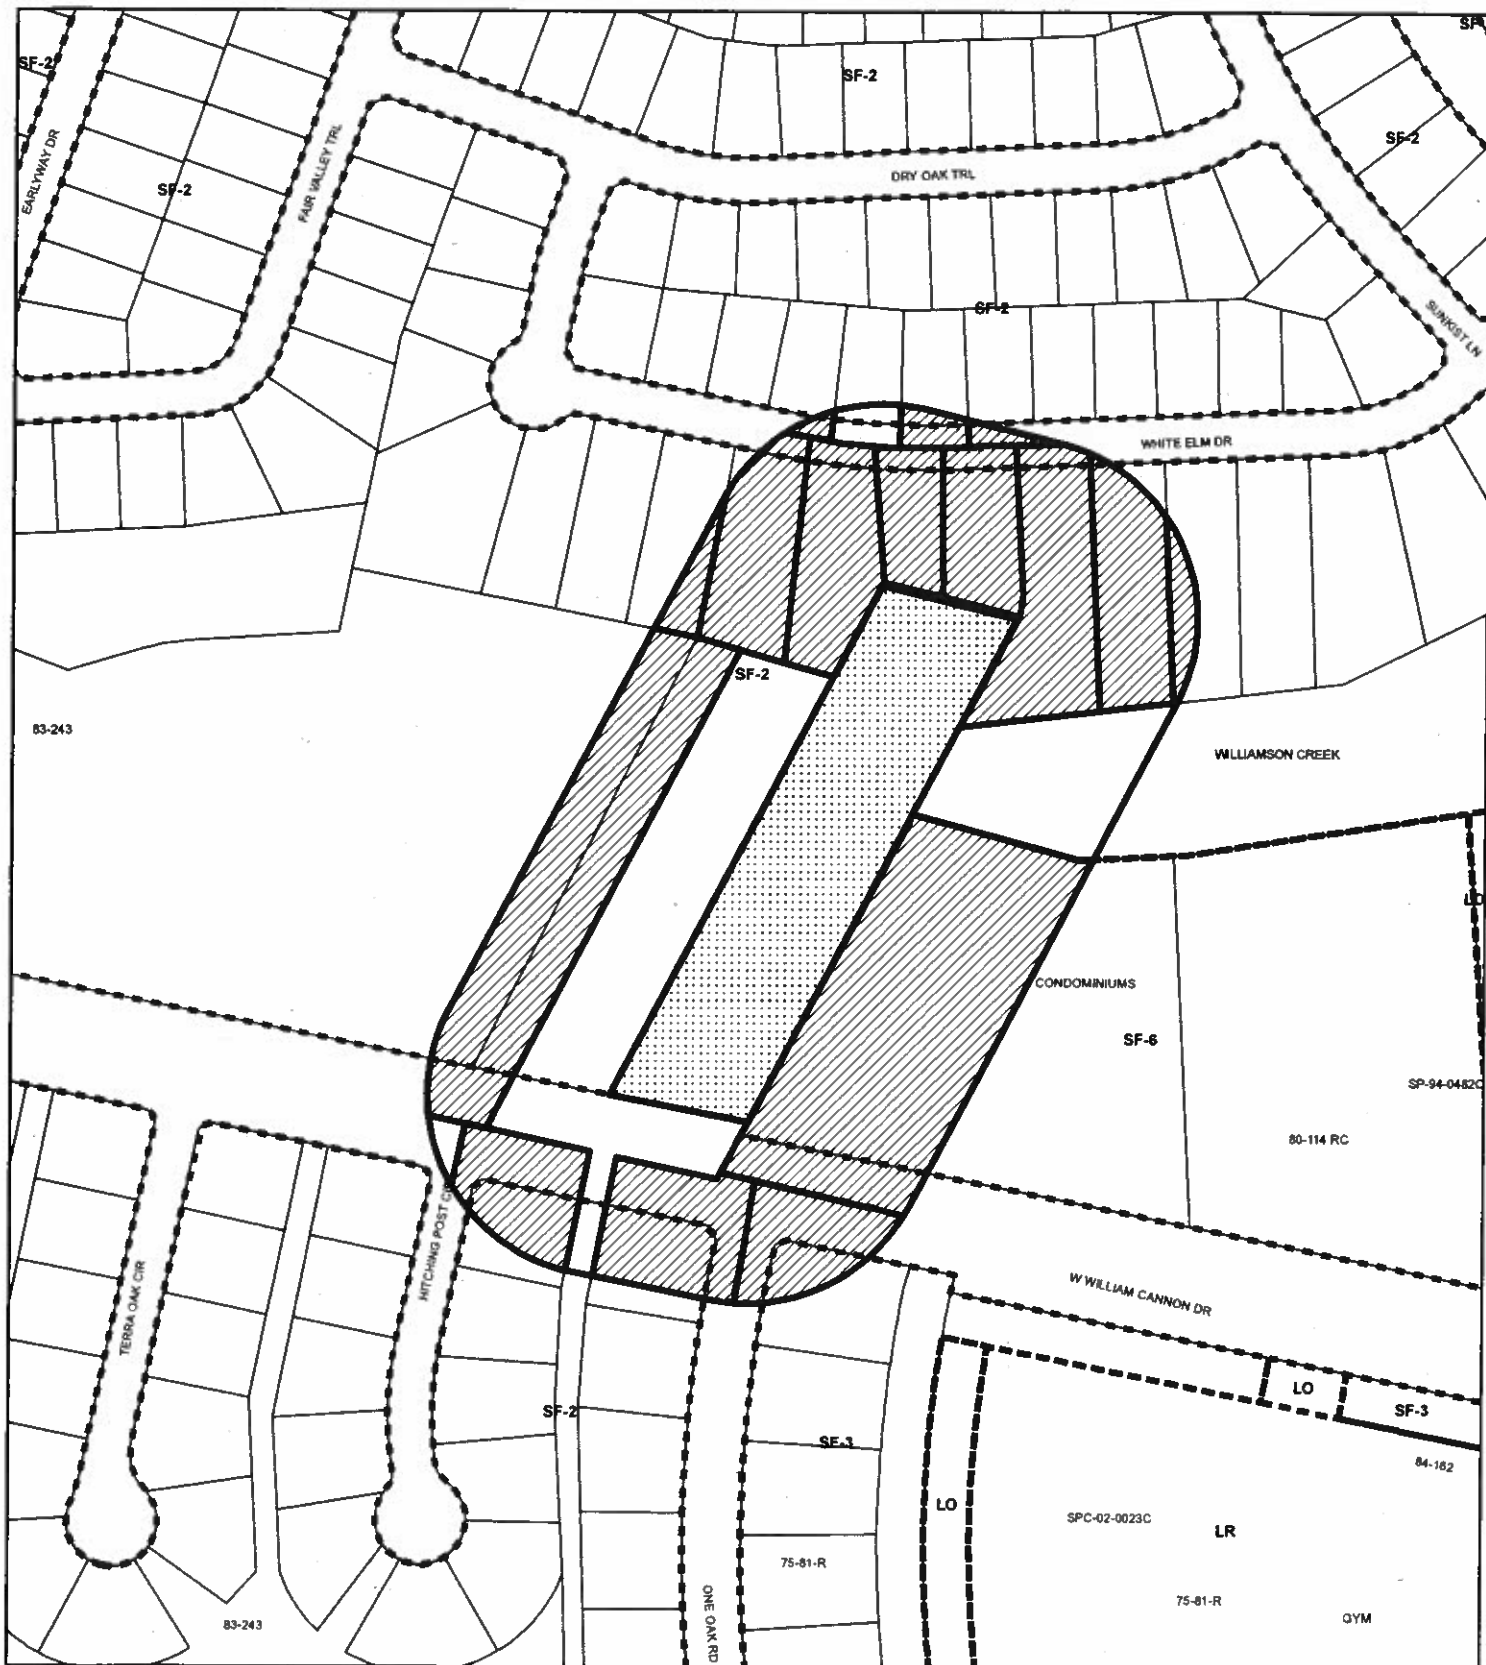 SF-2
SF-2
SF-2
EARLYWAY DR
SF-2
FAIR VALLEY TRL
DRY OAK TRL
SF-2
SUNKIST LN
WHITE ELM DR
SF-2
83-243
WILLIAMSON CREEK
LO
CONDOMINIUMS
SF-6
SP-94-0482C
80-114 RC
HITCHING POST
TIERRA OAK CIR
W WILLIAM CANNON DR
LO
SF-3
SF-2
SF-3
84-162
LO
SPC-02-0023C
LR
75-81-R
75-81-R
ONE OAK RD
83-243
GYM